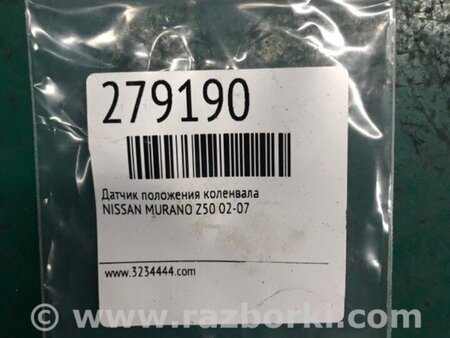 279190
Датчик положения коленвала
NISSAN MURANO Z50 02-07
www.3234444.com
© www.razborki.com